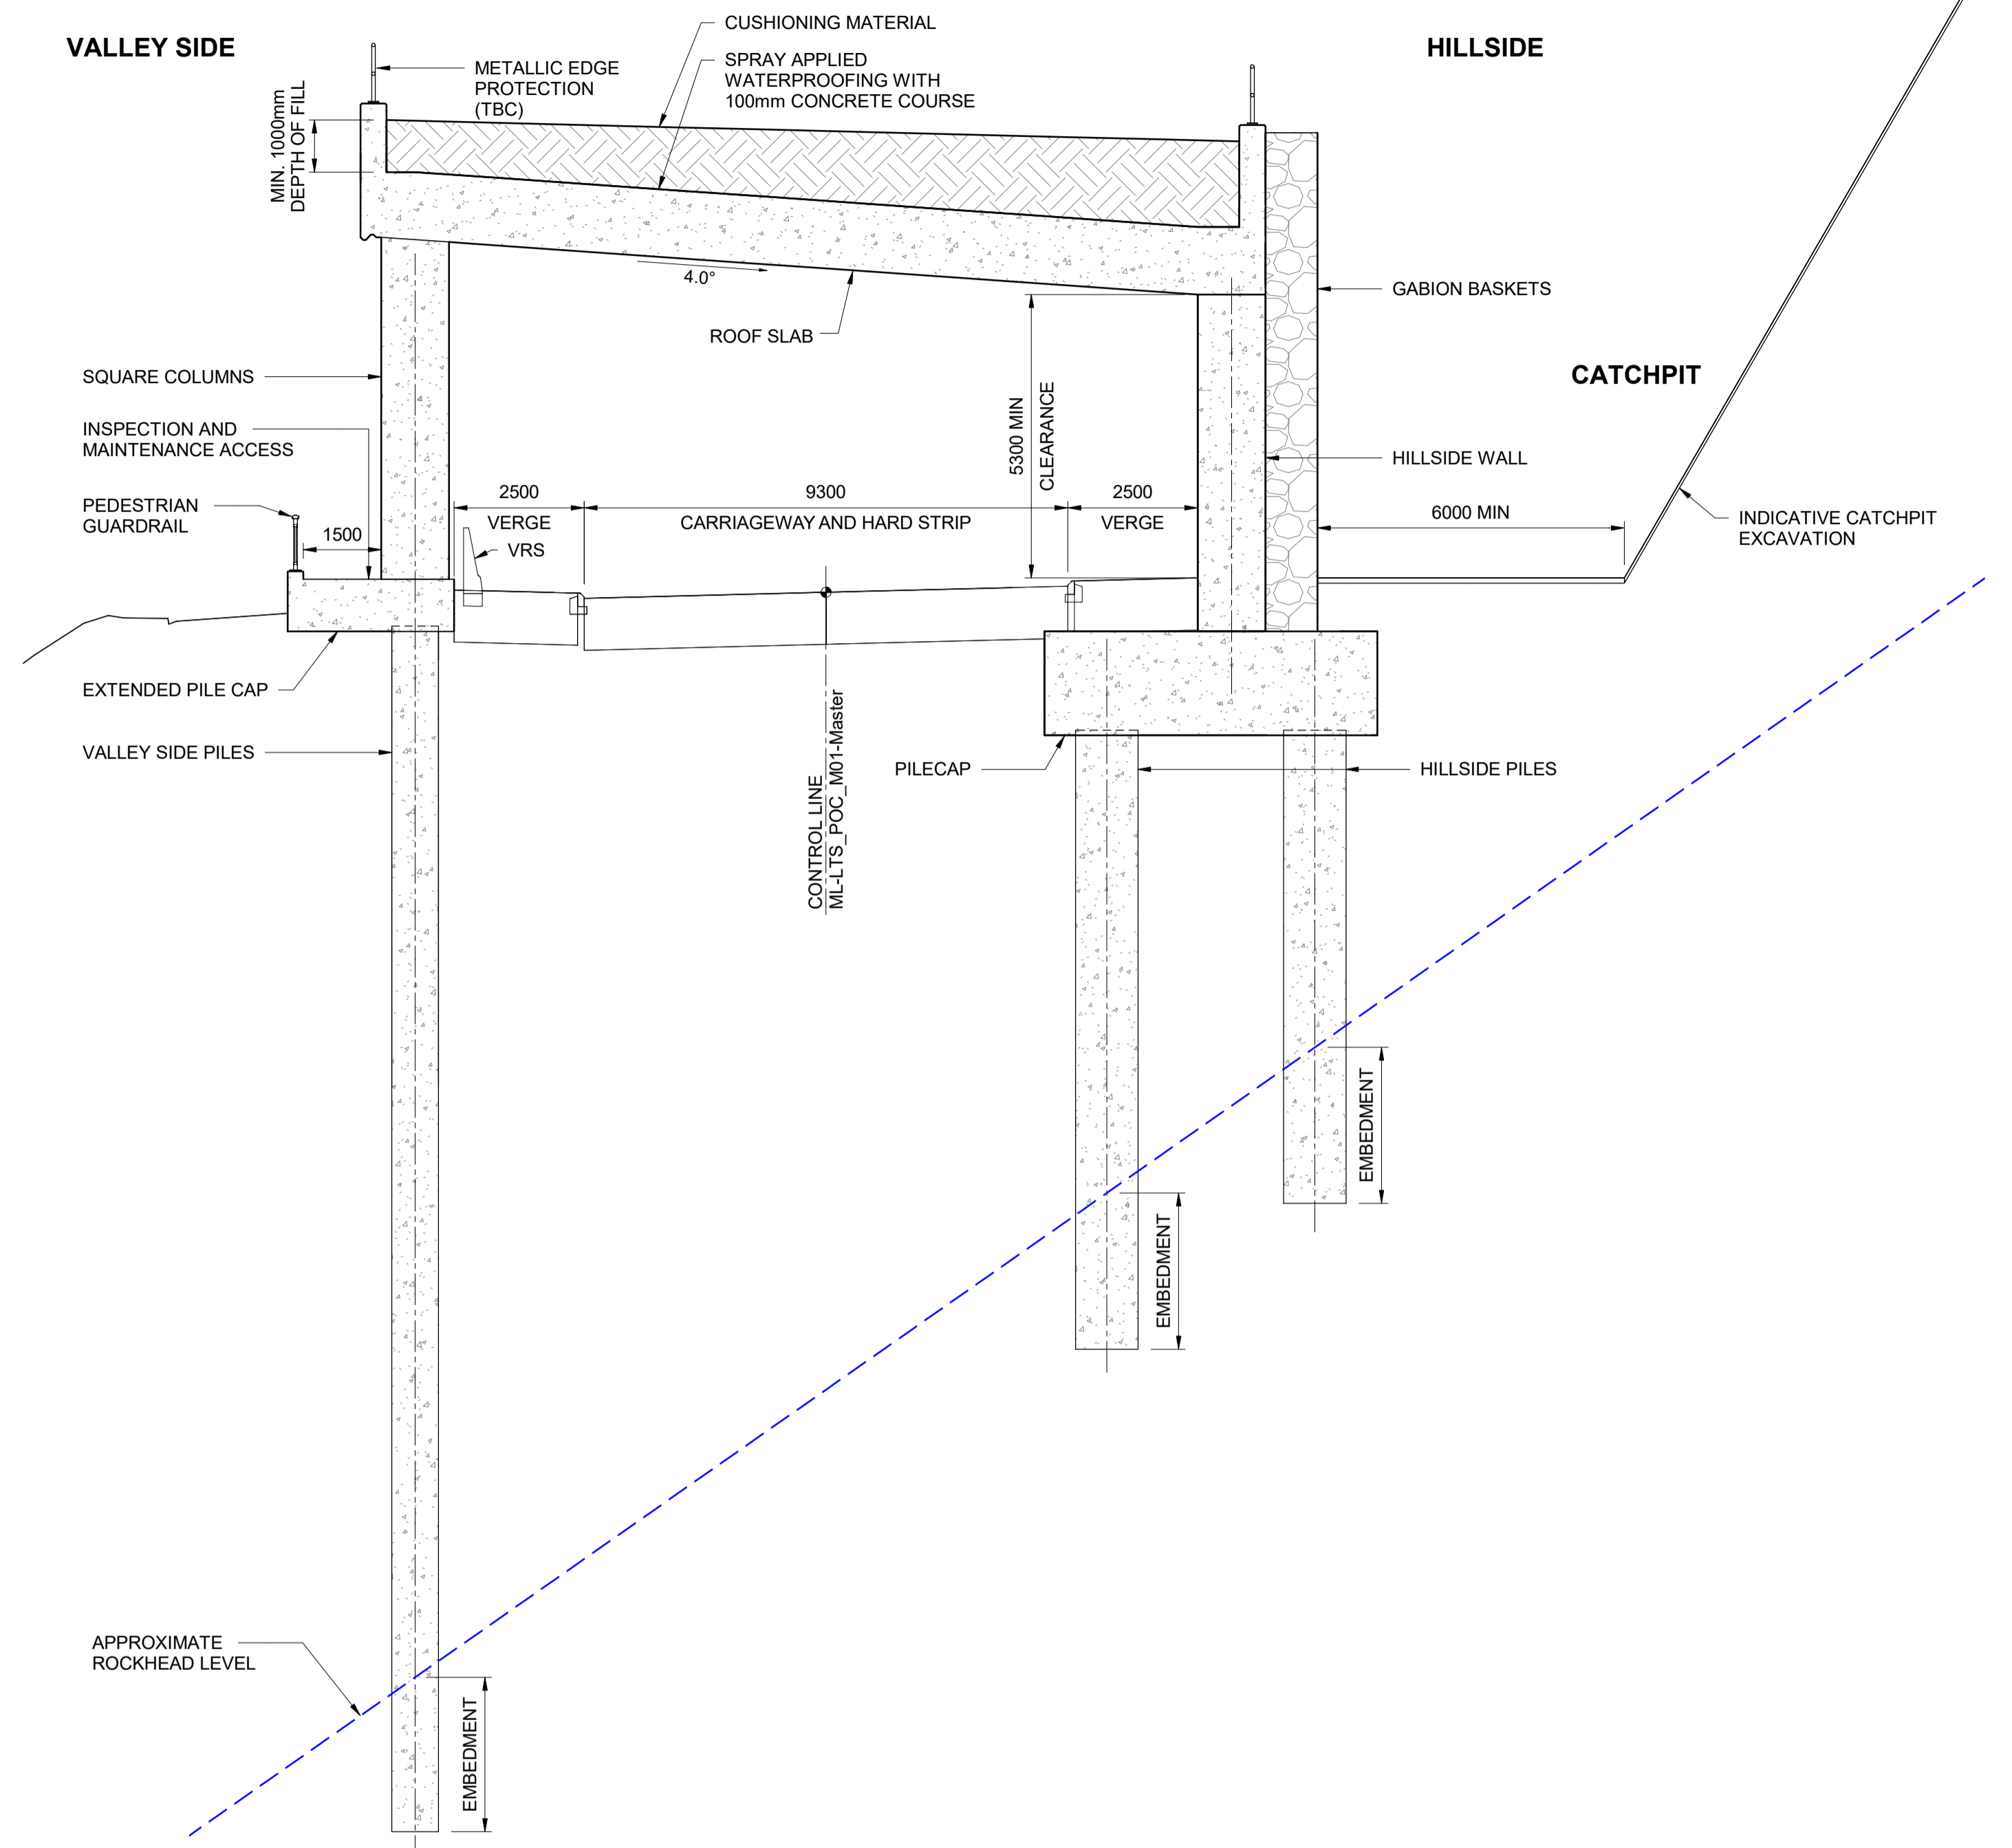 VALLEY SIDE
HILLSIDE
CUSHIONING MATERIAL
METALLIC EDGE
PROTECTION
(TBC)
SPRAY APPLIED
WATERPROOFING WITH
100mm CONCRETE COURSE
MIN. 1000mm
DEPTH OF FILL
4.0°
ROOF SLAB
GABION BASKETS
SQUARE COLUMNS
CATCHPIT
5300 MIN
CLEARANCE
INSPECTION AND
MAINTENANCE ACCESS
HILLSIDE WALL
PEDESTRIAN
GUARDRAIL
1500
2500
VERGE
9300
CARRIAGEWAY AND HARD STRIP
2500
VERGE
6000 MIN
INDICATIVE CATCHPIT
EXCAVATION
VRS
EXTENDED PILE CAP
VALLEY SIDE PILES
CONTROL LINE
ML-LTS_POC_M01-Master
PILECAP
HILLSIDE PILES
EMBEDMENT
EMBEDMENT
APPROXIMATE
ROCKHEAD LEVEL
EMBEDMENT